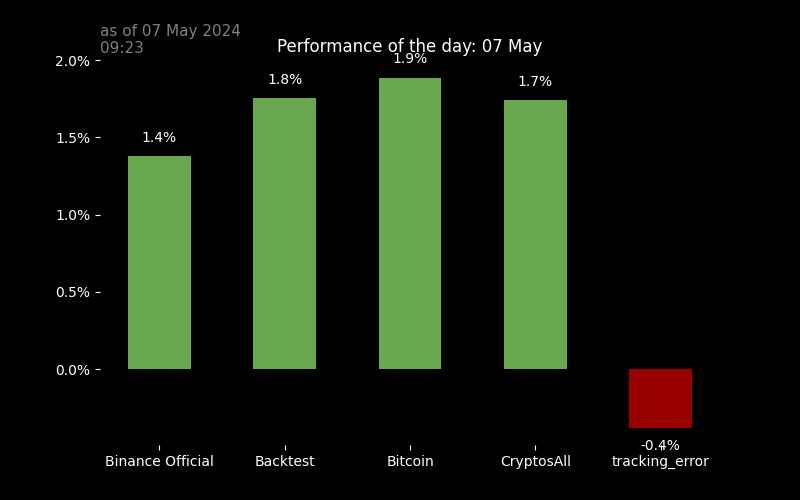 as of 07 May 2024
09:23
Performance of the day: 07 May
2.0%
1.5%
1.0%
0.5%
0.0%
1.4%
1.8%
1.9%
1.7%
-0.4%
Binance Official
Backtest
Bitcoin
CryptosAll
tracking_error